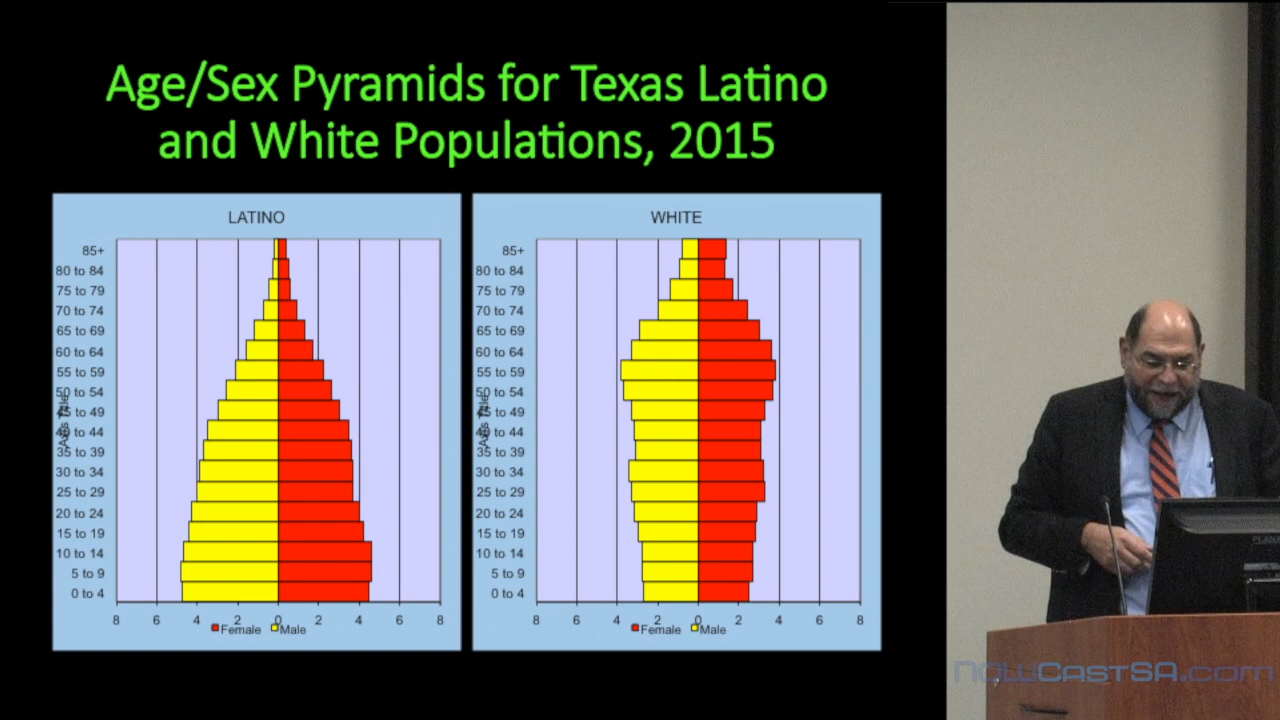 Age/Sex Pyramids for Texas Latino
and White Populations, 2015
LATINO
85+
80 to 84
75 to 79
70 to 74
65 to 69
60 to 64
55 to 59
50 to 54
45 to 49
40 to 44
35 to 39
30 to 34
25 to 29
20 to 24
15 to 19
10 to 14
5 to 9
0 to 4
Axis Title
8 6 4 2 0 2 4 6 8
Female Male
WHITE
85+
80 to 84
75 to 79
70 to 74
65 to 69
60 to 64
55 to 59
50 to 54
45 to 49
40 to 44
35 to 39
30 to 34
25 to 29
20 to 24
15 to 19
10 to 14
5 to 9
0 to 4
Axis Title
8 6 4 2 0 2 4 6 8
Female Male
NOWCastSA.com